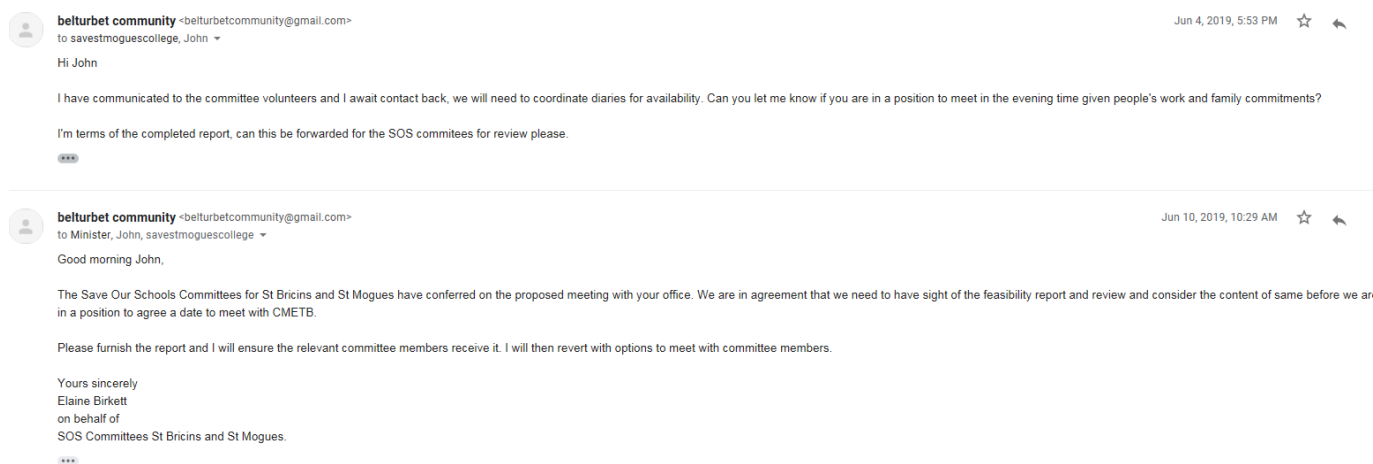 belturbet community <belturbetcommunity@gmail.com>
Jun 4, 2019, 5:53 PM
to savestmoguescollege, John
Hi John
I have communicated to the committee volunteers and I await contact back, we will need to coordinate diaries for availability. Can you let me know if you are in a position to meet in the evening time given people's work and family commitments?
I'm terms of the completed report, can this be forwarded for the SOS commitees for review please.
belturbet community <belturbetcommunity@gmail.com>
Jun 10, 2019, 10:29 AM
to Minister, John, savestmoguescollege
Good morning John,
The Save Our Schools Committees for St Bricins and St Mogues have conferred on the proposed meeting with your office. We are in agreement that we need to have sight of the feasibility report and review and consider the content of same before we are
in a position to agree a date to meet with CMETB.
Please furnish the report and I will ensure the relevant committee members receive it. I will then revert with options to meet with committee members.
Yours sincerely
Elaine Birkett
on behalf of
SOS Committees St Bricins and St Mogues.